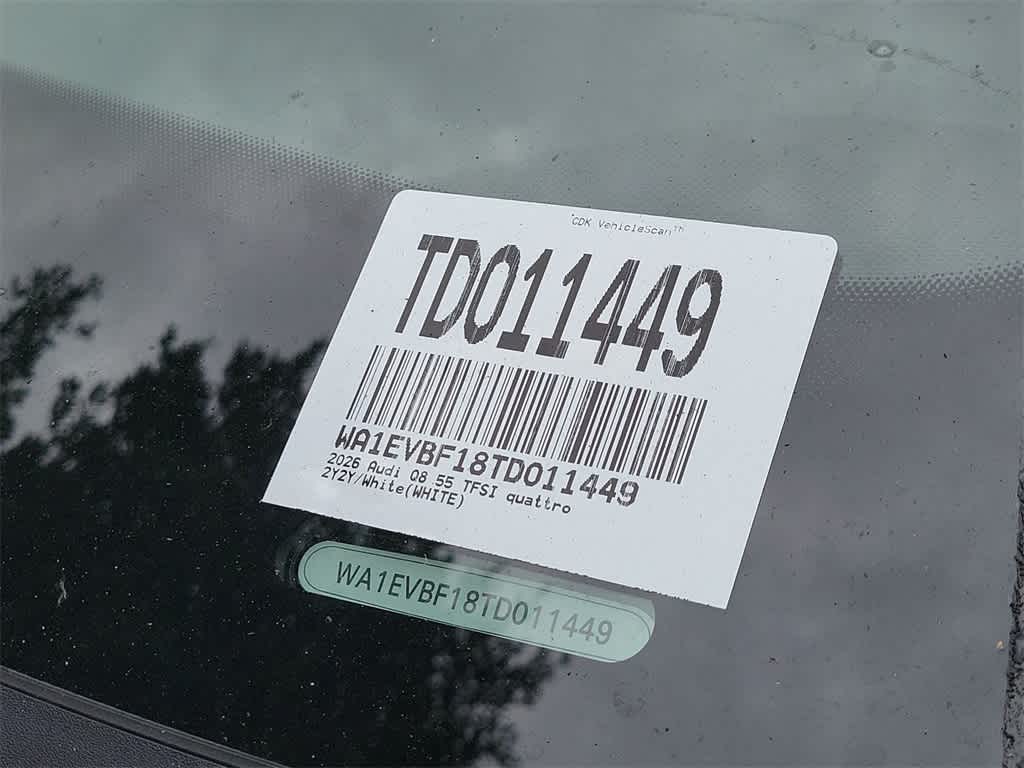 CDK VehicleScan™
TD011449
WA1EVBF18TD011449
2026 Audi Q8 55 TFSI quattro
2Y2Y/White(WHITE)
WA1EVBF18TD011449